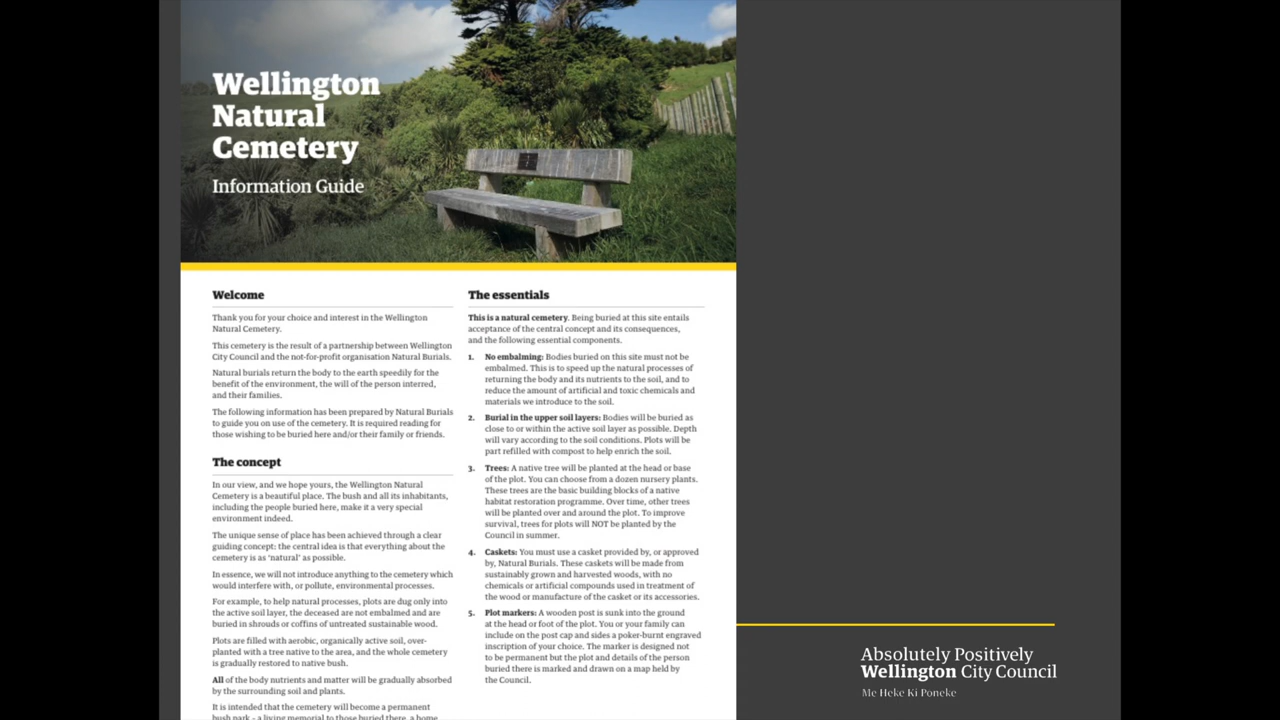 Wellington
Natural
Cemetery
Information Guide
Welcome
Thank you for your choice and interest in the Wellington
Natural Cemetery.
This cemetery is the result of a partnership between Wellington
City Council and the not-for-profit organisation Natural Burials.
Natural burials return the body to the earth speedily for the
benefit of the environment, the will of the person interred,
and their families.
The following information has been prepared by Natural Burials
to guide you on use of the cemetery. It is required reading for
those wishing to be buried here and/or their family or friends.
The concept
In our view, and we hope yours, the Wellington Natural
Cemetery is a beautiful place. The bush and all its inhabitants,
including the people buried here, make it a very special
environment indeed.
The unique sense of place has been achieved through a clear
guiding concept: the central idea is that everything about the
cemetery is as ‘natural’ as possible.
In essence, we will not introduce anything to the cemetery which
would interfere with, or pollute, environmental processes.
For example, to help natural processes, plots are dug only into
the active soil layer, the deceased are not embalmed and are
buried in shrouds or coffins of untreated sustainable wood.
Plots are filled with aerobic, organically active soil, over-
planted with a tree native to the area, and the whole cemetery
is gradually restored to native bush.
All of the body nutrients and matter will be gradually absorbed
by the surrounding soil and plants.
It is intended that the cemetery will become a permanent
bush park – a living memorial to those buried there, a home
The essentials
This is a natural cemetery. Being buried at this site entails
acceptance of the central concept and its consequences,
and the following essential components.
1. No embalming: Bodies buried on this site must not be
embalmed. This is to speed up the natural processes of
returning the body and its nutrients to the soil, and to
reduce the amount of artificial and toxic chemicals and
materials we introduce to the soil.
2. Burial in the upper soil layers: Bodies will be buried as
close to or within the active soil layer as possible. Depth
will vary according to the soil conditions. Plots will be
part refilled with compost to help enrich the soil.
3. Trees: A native tree will be planted at the head or base
of the plot. You can choose from a dozen nursery plants.
These trees are the basic building blocks of a native
habitat restoration programme. Over time, other trees
will be planted over and around the plot. To improve
survival, trees for plots will NOT be planted by the
Council in summer.
4. Caskets: You must use a casket provided by, or approved
by, Natural Burials. These caskets will be made from
sustainably grown and harvested woods, with no
chemicals or artificial compounds used in treatment of
the wood or manufacture of the casket or its accessories.
5. Plot markers: A wooden post is sunk into the ground
at the head or foot of the plot. You or your family can
include on the post cap and sides a poker-burnt engraved
inscription of your choice. The marker is designed not
to be permanent but the plot and details of the person
buried there is marked and drawn on a map held by
the Council.
Absolutely Positively
Wellington City Council
Me Heke Ki Poneke